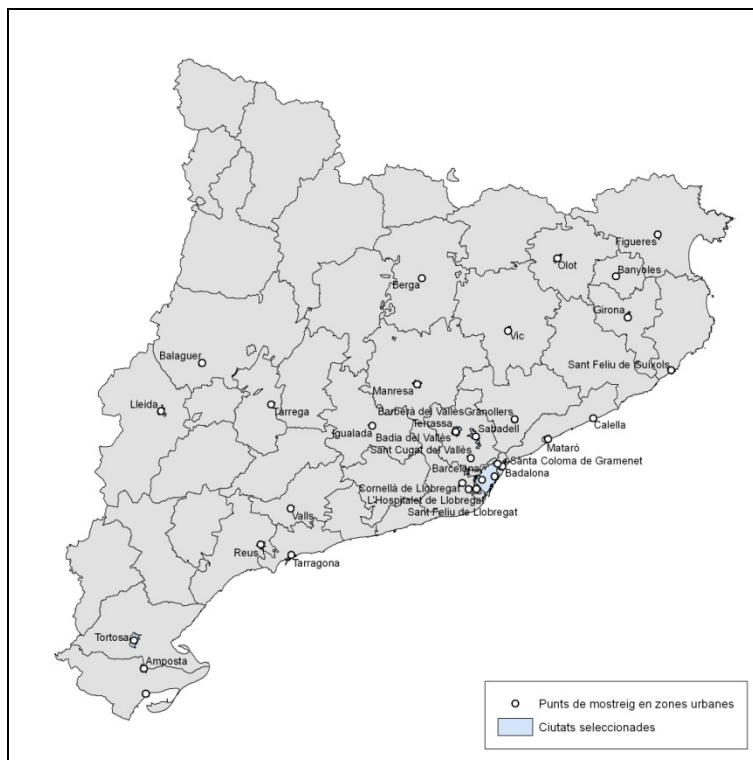 Figueres
Olot
Banyoles
Berga
Girona
Vic
Balaguer
Sant Feliu de Guíxols
Manresa
Lleida
Tàrrega
Barberà del Vallès
Granollers
Calella
Terrassa
Igualada
Badia del Vallès
Sabadell
Mataró
Sant Cugat del Vallès
Santa Coloma de Gramenet
Barcelona
Badalona
Cornellà de Llobregat
L'Hospitalet de Llobregat
Sant Feliu de Llobregat
Valls
Reus
Tarragona
Tortosa
Amposta
Punts de mostreig en zones urbanes
Ciutats seleccionades